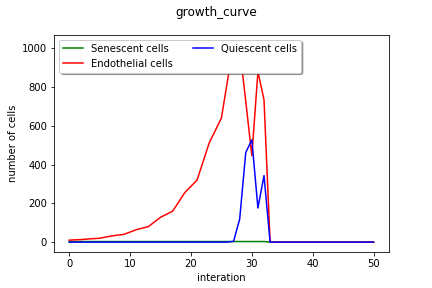 growth_curve
Senescent cells
Endothelial cells
Quiescent cells
number of cells
1000
800
600
400
200
0
0 10 20 30 40 50
interation